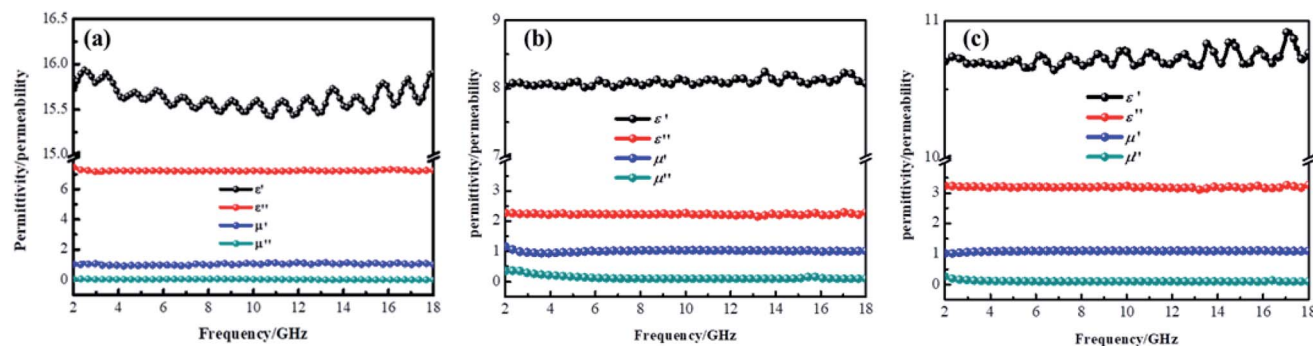 (a)
16.5
16.0
15.5
15.0
6
4
2
0
Permittivity/permeability
ε'
ε''
μ'
μ''
2 4 6 8 10 12 14 16 18
Frequency/GHz
(b)
9
8
7
3
2
1
0
permittivity/permeability
ε'
ε''
μ'
μ''
2 4 6 8 10 12 14 16 18
Frequency/GHz
(c)
11
10
3
2
1
0
permittivity/permeability
ε'
ε''
μ'
μ''
2 4 6 8 10 12 14 16 18
Frequency/GHz